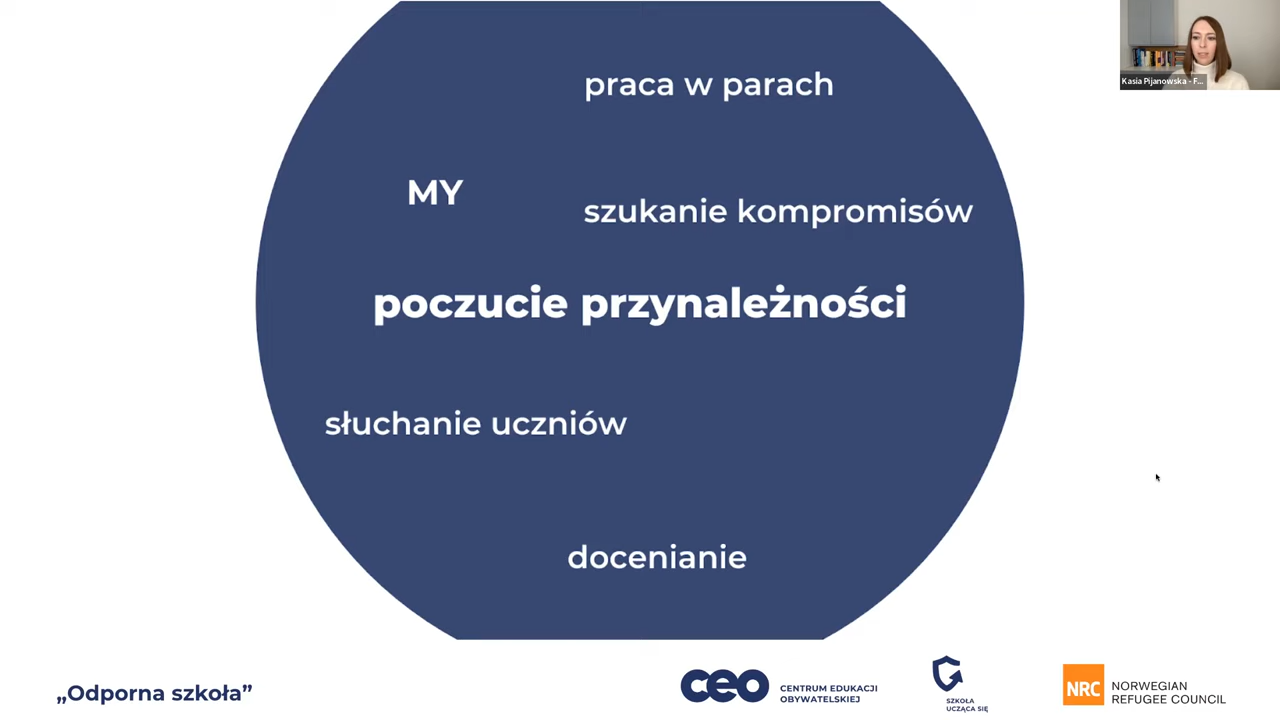 Kasia Pijanowska - F...
praca w parach
MY
szukanie kompromisów
poczucie przynależności
słuchanie uczniów
docenianie
„Odporna szkoła”
ceo
CENTRUM EDUKACJI
OBYWATELSKIEJ
SZKOŁA
UCZĄCA SIĘ
NRC
NORWEGIAN
REFUGEE COUNCIL